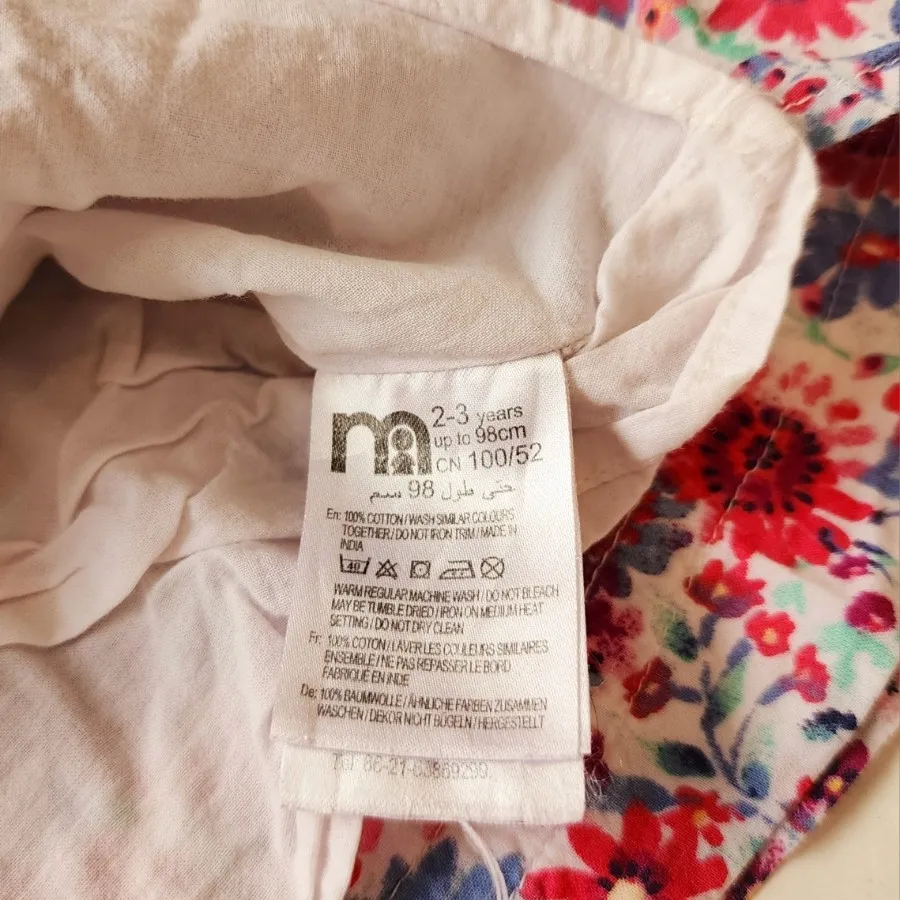 m
2-3 years
up to 98cm
CN 100/52
حتى طول 98 سم
En: 100% COTTON / WASH SIMILAR COLOURS
TOGETHER / DO NOT IRON TRIM / MADE IN
INDIA
40
WARM REGULAR MACHINE WASH / DO NOT BLEACH
MAY BE TUMBLE DRIED / IRON ON MEDIUM HEAT
SETTING / DO NOT DRY CLEAN
Fr: 100% COTON / LAVER LES COULEURS SIMILAIRES
ENSEMBLE / NE PAS REPASSER LE BORD
FABRIQUÉ EN INDE
De: 100% BAUMWOLLE / ÄHNLICHE FARBEN ZUSAMMEN
WASCHEN / DEKOR NICHT BÜGELN / HERGESTELLT